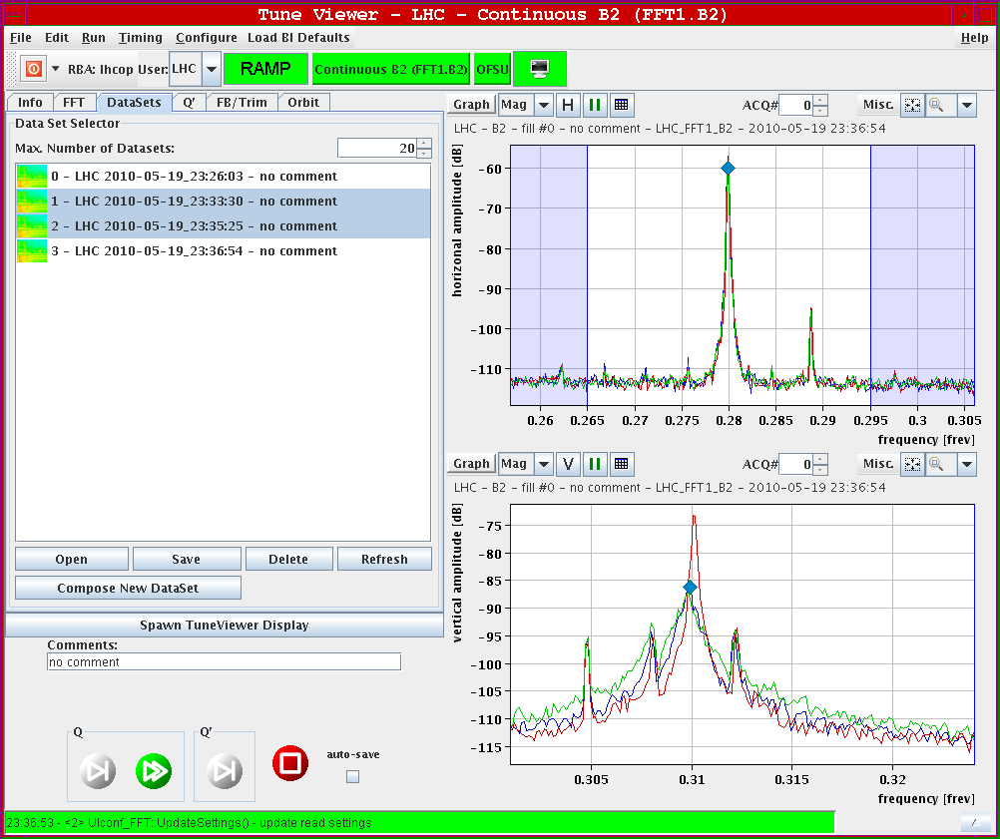 Tune Viewer - LHC - Continuous B2 (FFT1.B2)
File Edit Run Timing Configure Load BI Defaults Help
RBA: lhcop User: LHC RAMP Continuous B2 (FFT1.B2) OFSU
Info FFT DataSets Q' FB/Trim Orbit
Data Set Selector
Max. Number of Datasets: 20
0 - LHC 2010-05-19_23:26:03 - no comment
1 - LHC 2010-05-19_23:33:30 - no comment
2 - LHC 2010-05-19_23:35:25 - no comment
3 - LHC 2010-05-19_23:36:54 - no comment
Open Save Delete Refresh
Compose New DataSet
Spawn TuneViewer Display
Comments:
no comment
Q Q'
auto-save
Graph Mag H ACQ# 0 Misc.
LHC - B2 - fill #0 - no comment - LHC_FFT1_B2 - 2010-05-19 23:36:54
horizonal amplitude [dB]
-60
-70
-80
-90
-100
-110
0.26 0.265 0.27 0.275 0.28 0.285 0.29 0.295 0.3 0.305
frequency [frev]
Graph Mag V ACQ# 0 Misc.
LHC - B2 - fill #0 - no comment - LHC_FFT1_B2 - 2010-05-19 23:36:54
vertical amplitude [dB]
-75
-80
-85
-90
-95
-100
-105
-110
-115
0.305 0.31 0.315 0.32
frequency [frev]
23:36:53 - <2> UIconf_FFT::UpdateSettings() - update read settings